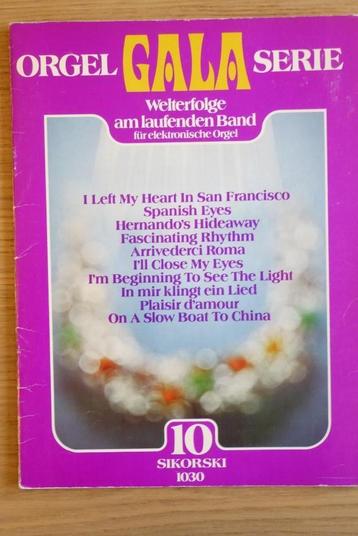 ORGEL GALA SERIE
Welterfolge
am laufenden Band
für elektronische Orgel
I Left My Heart In San Francisco
Spanish Eyes
Hernando's Hideaway
Fascinating Rhythm
Arrivederci Roma
I'll Close My Eyes
I'm Beginning To See The Light
In mir klingt ein Lied
Plaisir d'amour
On A Slow Boat To China
10
SIKORSKI
1030